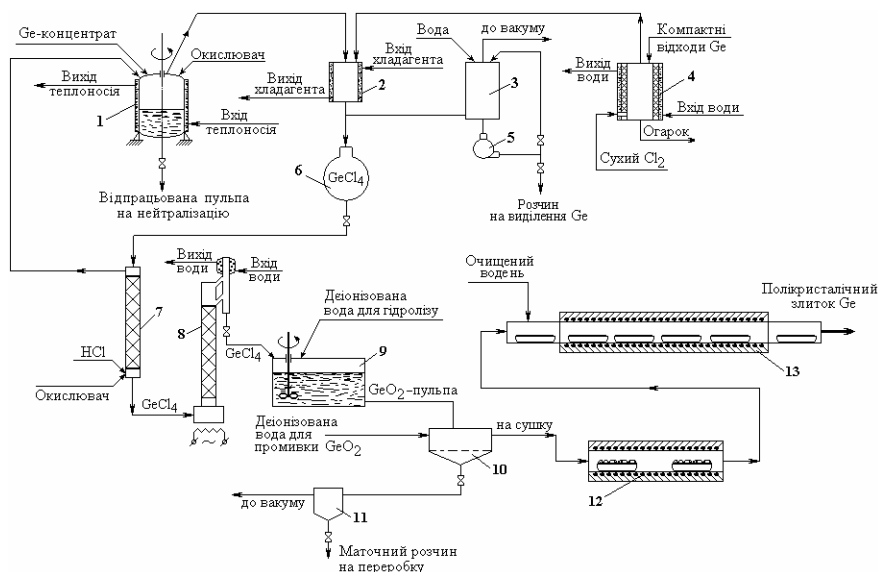 Ge-концентрат
Окислювач
Вихід
теплоносія
1
Вхід
теплоносія
Відпрацьована пульпа
на нейтралізацію
Вхід
хладагента
Вихід
хладагента
2
Вода
до вакуму
3
5
Розчин
на виділення Ge
Компактні
відходи Ge
Вихід
води
4
Вхід води
Огарок
Сухий Cl2
6
GeCl4
7
HCl
Окислювач
GeCl4
Вихід
води
Вхід
води
8
GeCl4
Деіонізована
вода для гідролізу
9
GeO2-пульпа
Деіонізована
вода для
промивки GeO2
на сушку
10
до вакуму
11
Маточний розчин
на переробку
12
Очищений
водень
Полікристалічний
злиток Ge
13